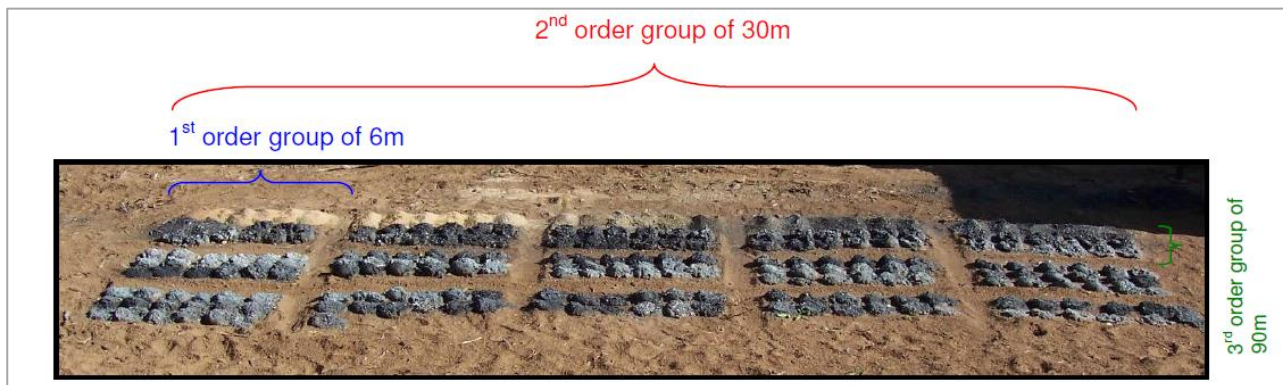 2nd order group of 30m
1st order group of 6m
3rd order group of
90m